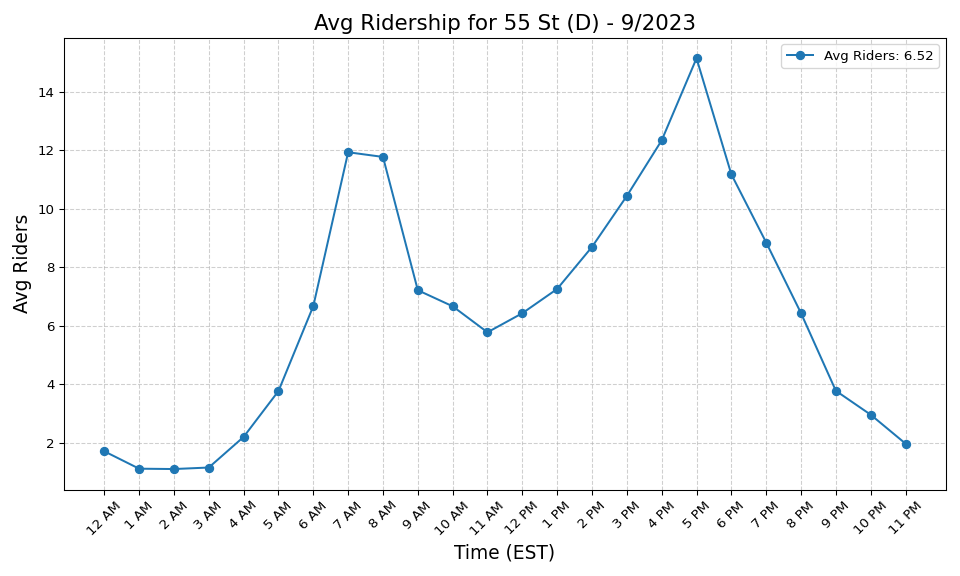 Avg Ridership for 55 St (D) - 9/2023
Avg Riders: 6.52
Avg Riders
14
12
10
8
6
4
2
12 AM
1 AM
2 AM
3 AM
4 AM
5 AM
6 AM
7 AM
8 AM
9 AM
10 AM
11 AM
12 PM
1 PM
2 PM
3 PM
4 PM
5 PM
6 PM
7 PM
8 PM
9 PM
10 PM
11 PM
Time (EST)